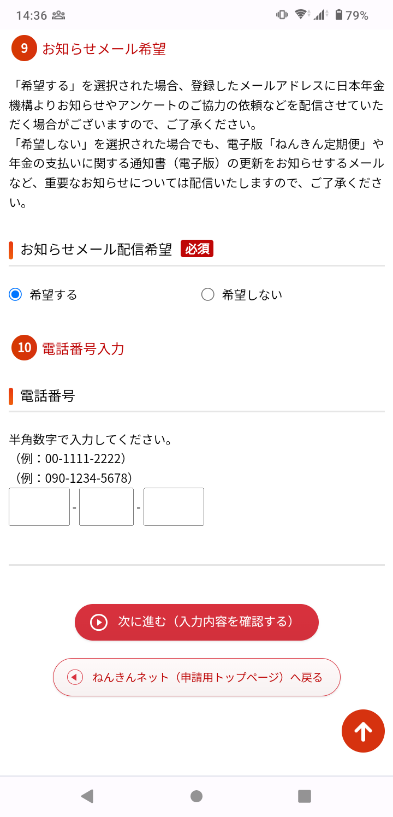 14:36
79%
9 お知らせメール希望
「希望する」を選択された場合、登録したメールアドレスに日本年金
機構よりお知らせやアンケートのご協力の依頼などを配信させていた
だく場合がございますので、ご了承ください。
「希望しない」を選択された場合でも、電子版「ねんきん定期便」や
年金の支払いに関する通知書（電子版）の更新をお知らせするメール
など、重要なお知らせについては配信いたしますので、ご了承くださ
い。
お知らせメール配信希望 必須
希望する 希望しない
10 電話番号入力
電話番号
半角数字で入力してください。
（例：00-1111-2222）
（例：090-1234-5678）
- -
次に進む（入力内容を確認する）
ねんきんネット（申請用トップページ）へ戻る